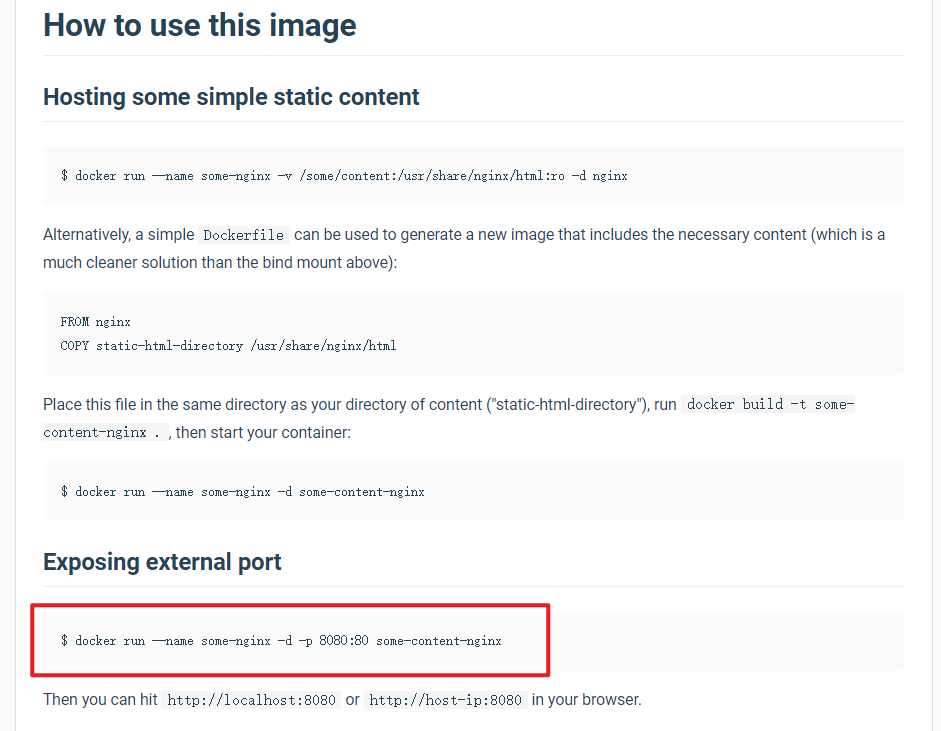 How to use this image
Hosting some simple static content
$ docker run --name some-nginx -v /some/content:/usr/share/nginx/html:ro -d nginx
Alternatively, a simple Dockerfile can be used to generate a new image that includes the necessary content (which is a
much cleaner solution than the bind mount above):
FROM nginx
COPY static-html-directory /usr/share/nginx/html
Place this file in the same directory as your directory of content ("static-html-directory"), run docker build -t some-
content-nginx . , then start your container:
$ docker run --name some-nginx -d some-content-nginx
Exposing external port
$ docker run --name some-nginx -d -p 8080:80 some-content-nginx
Then you can hit http://localhost:8080 or http://host-ip:8080 in your browser.